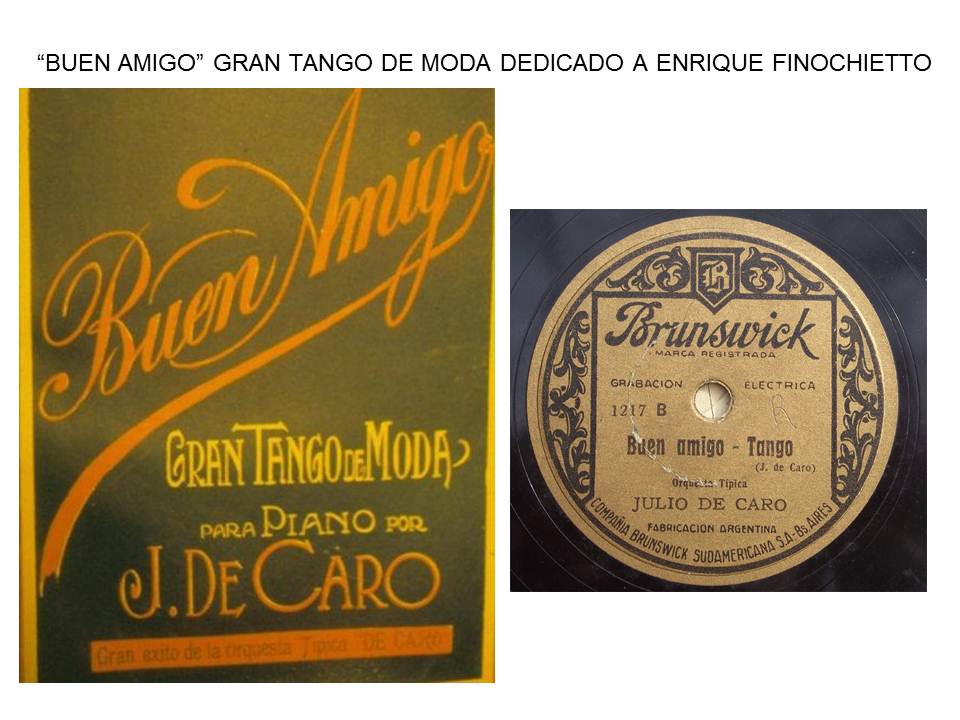 “BUEN AMIGO” GRAN TANGO DE MODA DEDICADO A ENRIQUE FINOCHIETTO
Buen Amigo
GRAN TANGO DE MODA
PARA PIANO POR
J. DE CARO
Gran exito de la orquesta Tipica DE CARO
B
Brunswick
MARCA REGISTRADA
GRABACION ELECTRICA
1217 B
Buen amigo - Tango
(J. de Caro)
Orquesta Típica
JULIO DE CARO
FABRICACION ARGENTINA
COMPAÑIA BRUNSWICK SUDAMERICANA S.A-Bs. AIRES